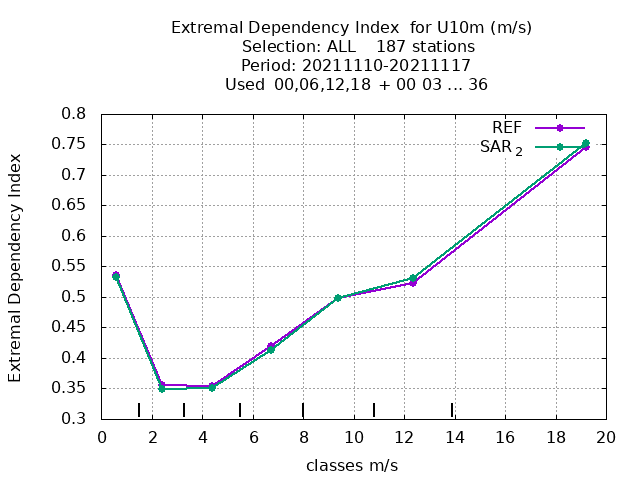 Extremal Dependency Index for U10m (m/s)
Selection: ALL 187 stations
Period: 20211110-20211117
Used 00,06,12,18 + 00 03 ... 36
REF
SAR 2
Extremal Dependency Index
0.8
0.75
0.7
0.65
0.6
0.55
0.5
0.45
0.4
0.35
0.3
0 2 4 6 8 10 12 14 16 18 20
classes m/s